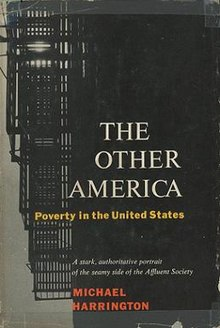 THE
OTHER
AMERICA
Poverty in the United States
A stark, authoritative portrait
of the seamy side of the Affluent Society
MICHAEL
HARRINGTON